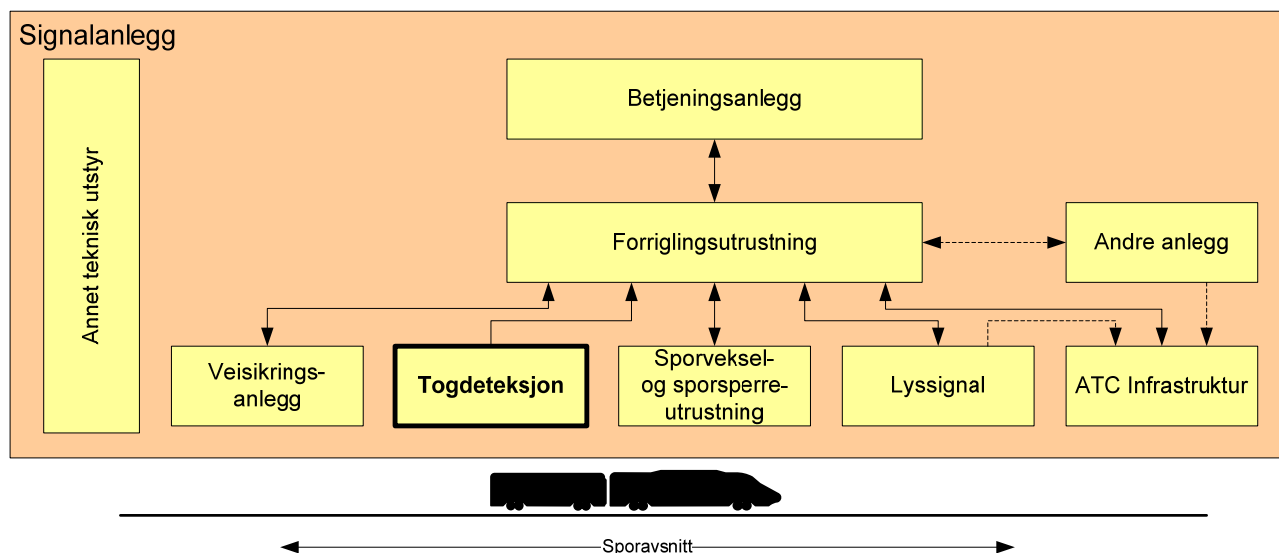 Signalanlegg
Annet teknisk utstyr
Betjeningsanlegg
Forriglingsutrustning
Andre anlegg
Veisikrings-
anlegg
Togdeteksjon
Sporveksel-
og sporsperre-
utrustning
Lyssignal
ATC Infrastruktur
Sporavsnitt